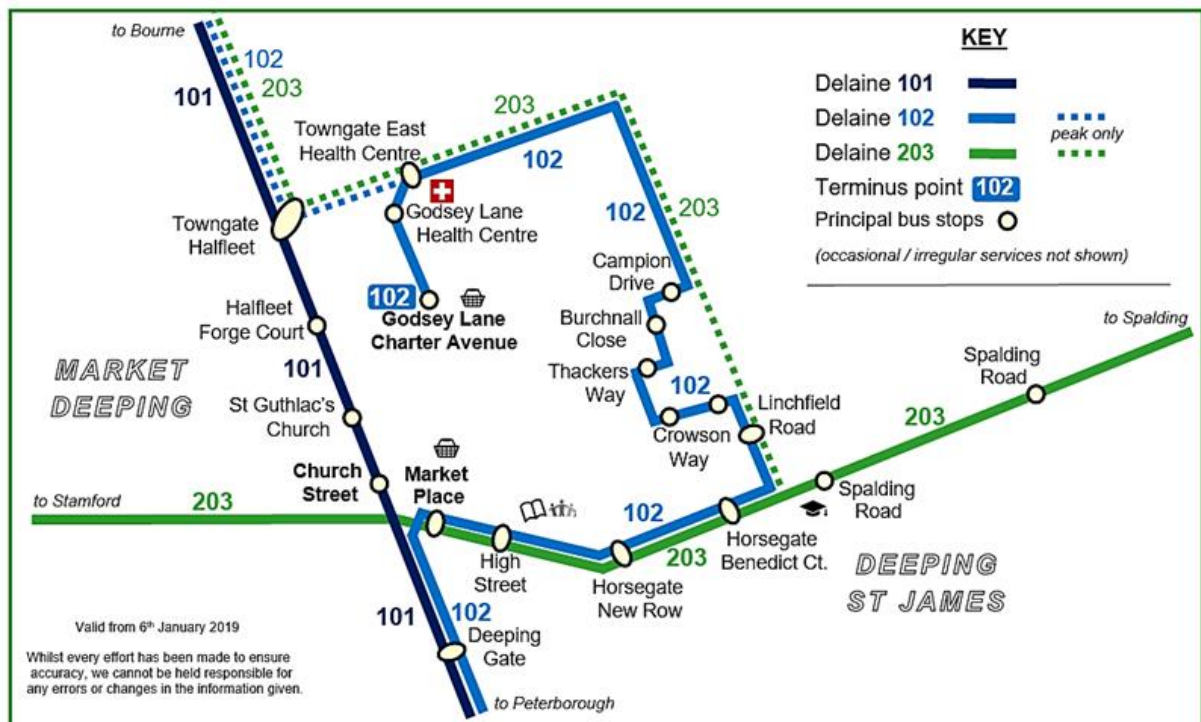 to Bourne
102
203
101
KEY
Delaine 101
Delaine 102
peak only
Delaine 203
Terminus point 102
Principal bus stops
(occasional / irregular services not shown)
203
Towngate East
Health Centre
102
Godsey Lane
Health Centre
Towngate
Halfleet
102
203
Campion
Drive
102
Godsey Lane
Charter Avenue
Halfleet
Forge Court
Burchnall
Close
to Spalding
MARKET
DEEPING
101
Thackers
Way
102
Spalding
Road
St Guthlac's
Church
Crowson
Way
Linchfield
Road
203
Church
Street
Market
Place
to Stamford
203
102
Spalding
Road
High
Street
203
Horsegate
Benedict Ct.
Horsegate
New Row
DEEPING
ST JAMES
101
102
Deeping
Gate
to Peterborough
Valid from 6th January 2019
Whilst every effort has been made to ensure
accuracy, we cannot be held responsible for
any errors or changes in the information given.